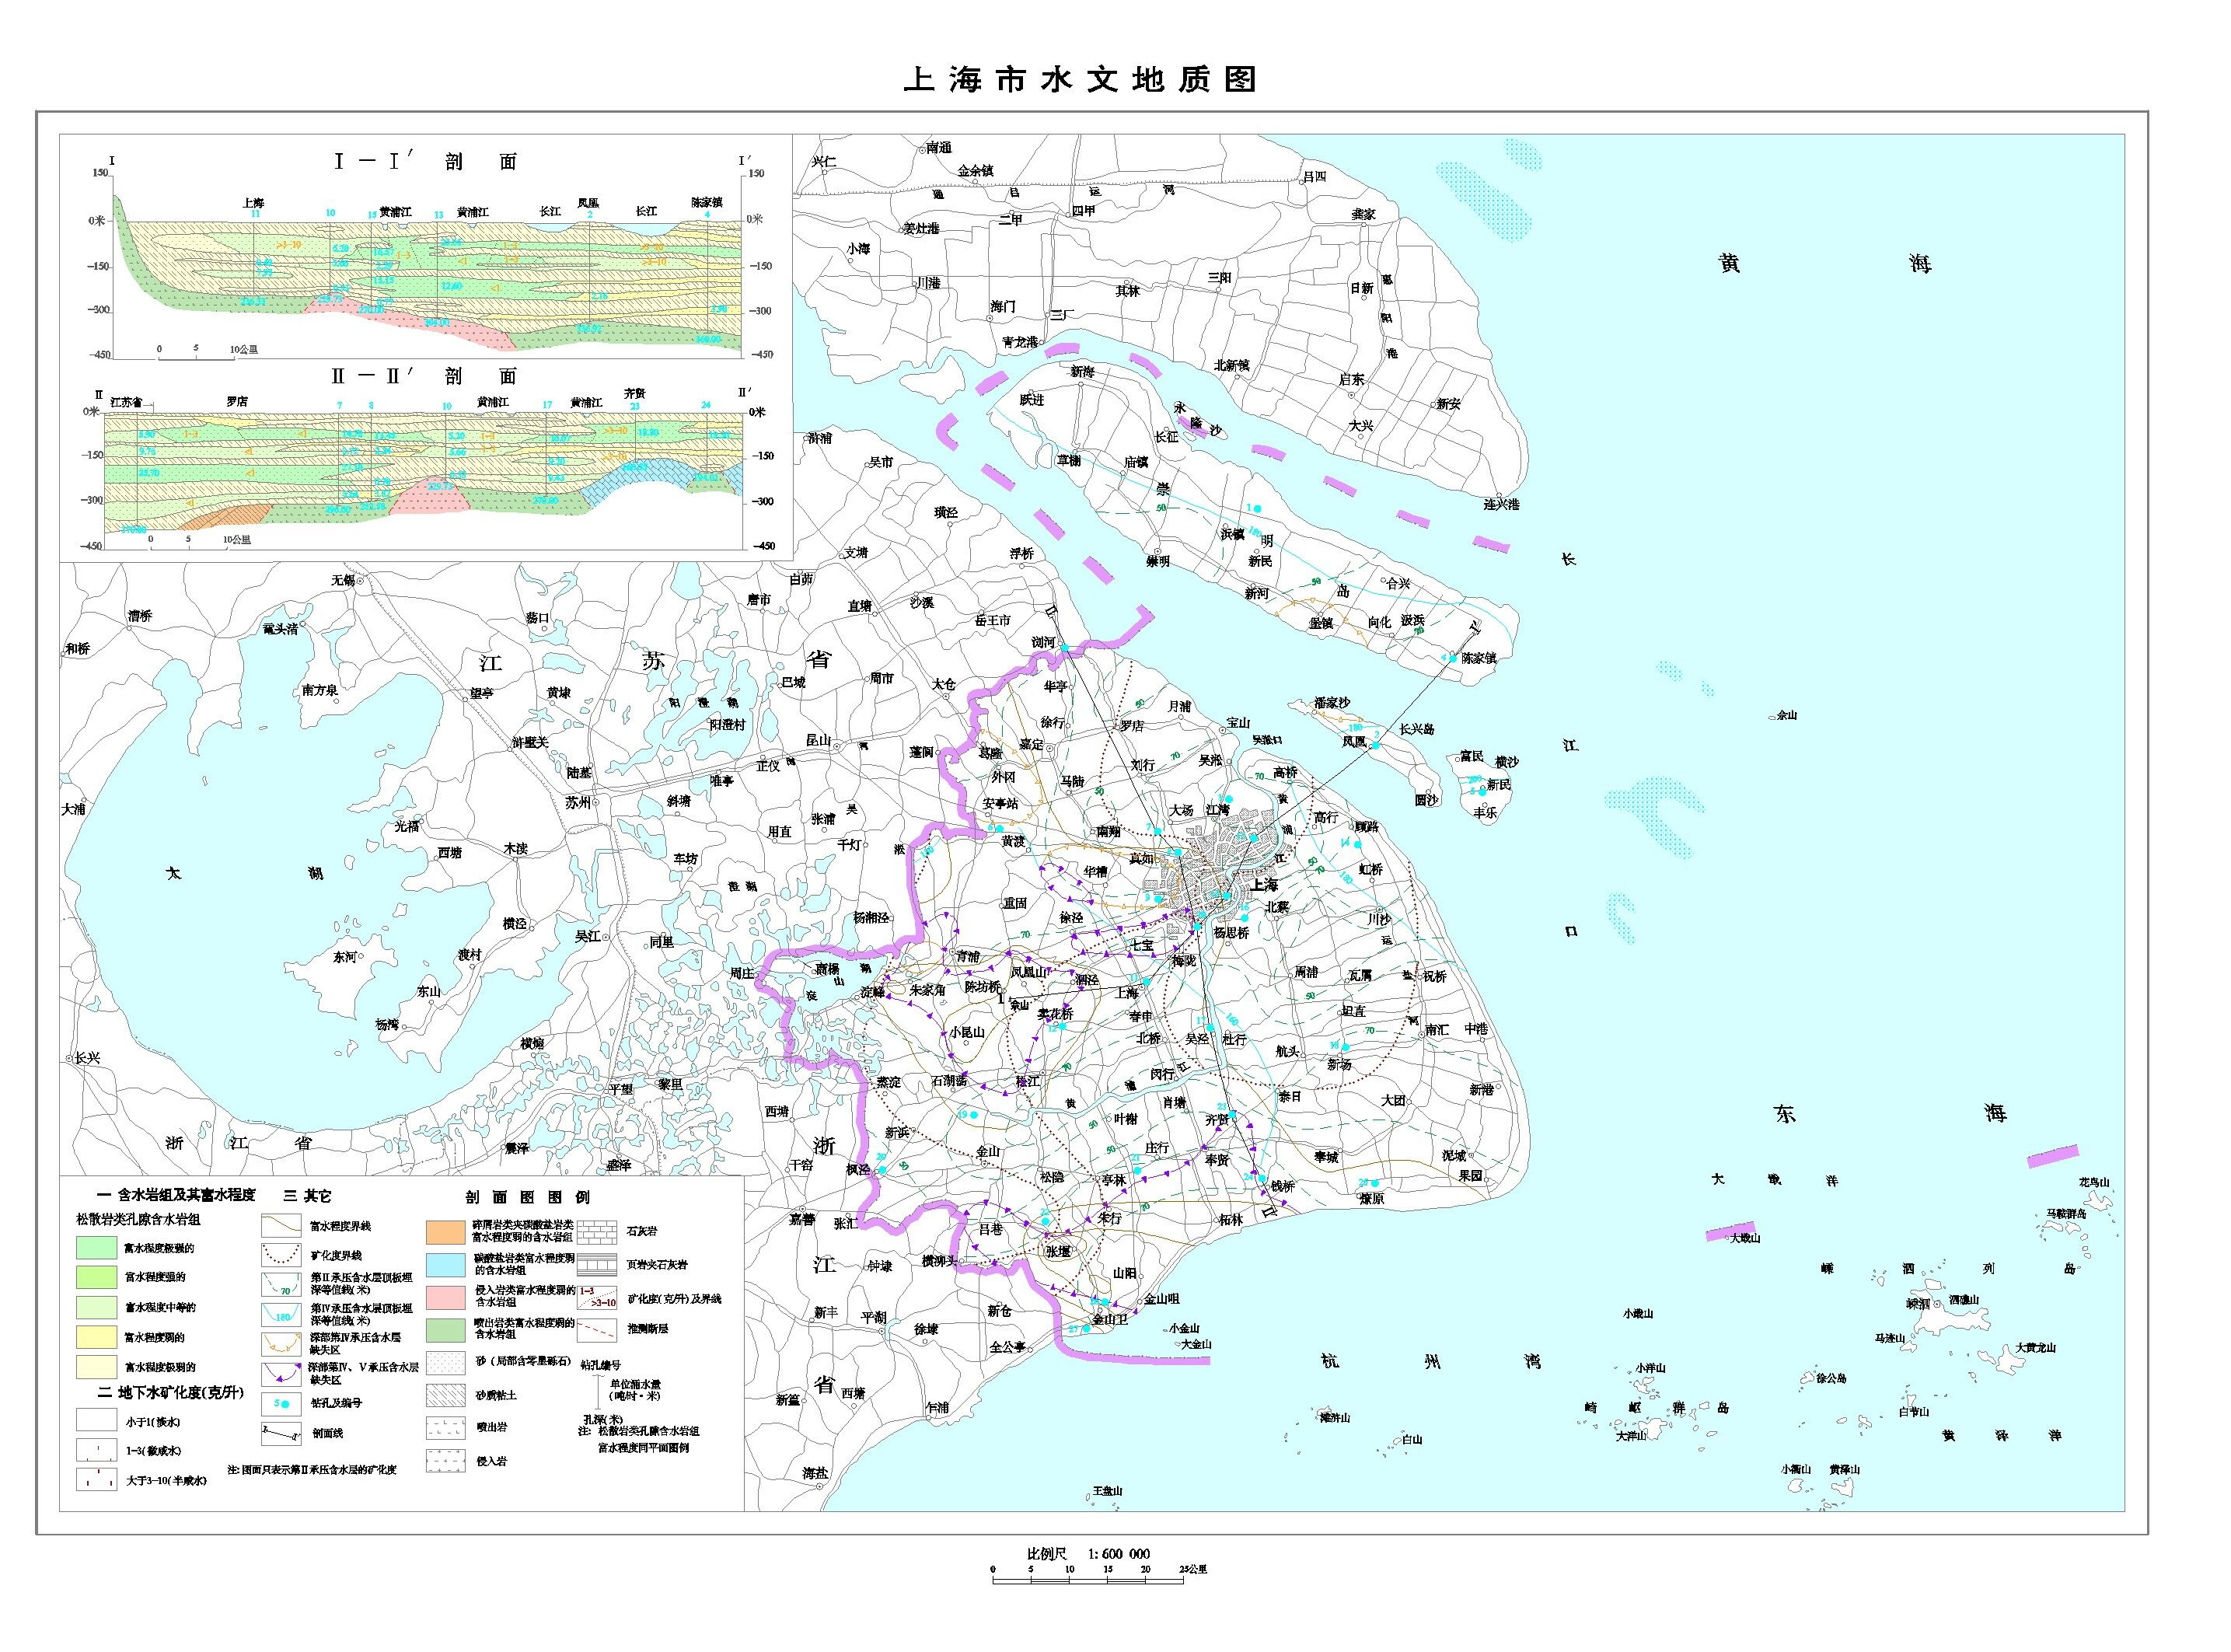 上海市水文地质图
I—I′ 剖 面
I I′
150 150
上海 黄浦江 黄浦江 长江 凤凰 长江 陈家镇
11 10 15 13 2 4
0米 0米
-150 -150
-300 -300
-450 -450
0 5 10公里
II—II′ 剖 面
II II′
江苏省 罗店 黄浦江 黄浦江 齐贤
7 8 10 17 23 24
0米 0米
-150 -150
-300 -300
-450 -450
0 5 10公里
黄 海
长 江 口
东 海
大 戢 洋
杭 州 湾
黄 泽 洋
崎 岖 群 岛
嵊 泗 列 岛
江 苏 省
浙 江 省
浙 江 省
太 湖
兴仁 南通 金余镇 吕四
通 吕 运 河
姜灶港 二甲 四甲 龚家
小海 川港 海门 其林 三阳 日新
三厂 青龙港 北新镇 启东 新安 大兴 连兴港
新海 跃进 永隆沙 长征 草棚 庙镇
崇 明 岛
浜镇 新民 崇明 新河 合兴 堡镇 向化 汲浜 陈家镇
浒浦 吴市 璜泾 支塘 浮桥 白茆
唐市 直塘 沙溪 岳王市 浏河
无锡 荡口 漕桥 鼋头渚 和桥
南方泉 望亭 黄埭 巴城 周市 太仓
阳 澄 湖 阳澄村
浒墅关 昆山 蓬阆 陆墓 唯亭 正仪
苏州 斜塘 用直 张浦 千灯
大浦 光福 西塘 木渎 车坊
横泾 吴江 同里 杨湘泾
东河 渡村 东山 杨湾 周庄 商榻
长兴 横㘰 平望 黎里 震泽 盛泽
华亭 徐行 罗店 月浦 宝山 嘉定 葛隆 外冈 马陆 刘行 吴淞 吴淞口 高桥
潘家沙 长兴岛 凤凰 圆沙 富民 横沙 新民 丰乐 佘山
安亭站 黄渡 南翔 大场 江湾 高行 顾路
真如 华漕 上海 虹桥 重固 徐泾 北蔡 川沙
七宝 杨思桥 梅陇 青浦 凤凰山 泗泾 周浦 瓦屑 祝桥
淀峰 朱家角 陈坊桥 佘山 上海 卖花桥 春申 坦直
小昆山 北桥 吴泾 杜行 航头 新场 南汇 中港
蒸淀 石湖荡 松江 闵行 新港
西塘 新浜 叶榭 肖塘 齐贤 泰日 大团
干窑 枫泾 金山 庄行 奉贤 奉城 泥城 果园
松隐 亭林 钱桥 燎原 柘林
嘉善 张汇 吕巷 朱行 张堰 山阳
横泖头 钟埭 新丰 平湖 新仓 徐埭 全公亭
金山咀 金山卫 小金山 大金山
新篁 西塘 乍浦 海盐
王盘山 滩浒山 白山
花鸟山 马鞍群岛 大戢山 小戢山 嵊泗 泗礁山 马迹山 大黄龙山
小洋山 大洋山 徐公岛 白节山 小衢山 黄泽山
一 含水岩组及其富水程度
松散岩类孔隙含水岩组
富水程度极强的
富水程度强的
富水程度中等的
富水程度弱的
富水程度极弱的
二 地下水矿化度(克/升)
小于1(淡水)
1-3(微咸水)
大于3-10(半咸水)
三 其它
富水程度界线
矿化度界线
第Ⅱ承压含水层顶板埋
深等值线(米)
70
第Ⅳ承压含水层顶板埋
深等值线(米)
180
深部第Ⅳ承压含水层
缺失区
深部第Ⅳ、Ⅴ承压含水层
缺失区
5 钻孔及编号
剖面线
注: 图面只表示第Ⅱ承压含水层的矿化度
剖 面 图 图 例
碎屑岩类夹碳酸盐岩类
富水程度弱的含水岩组
碳酸盐岩类富水程度弱
的含水岩组
侵入岩类富水程度弱的
含水岩组
喷出岩类富水程度弱的
含水岩组
砂(局部含零星砾石)
砂质粘土
喷出岩
侵入岩
石灰岩
页岩夹石灰岩
1-3
>3-10
矿化度(克/升)及界线
推测断层
钻孔编号
单位涌水量
(吨/时·米)
孔深(米)
注: 松散岩类孔隙含水岩组
富水程度同平面图例
比例尺 1:600 000
0 5 10 15 20 25公里